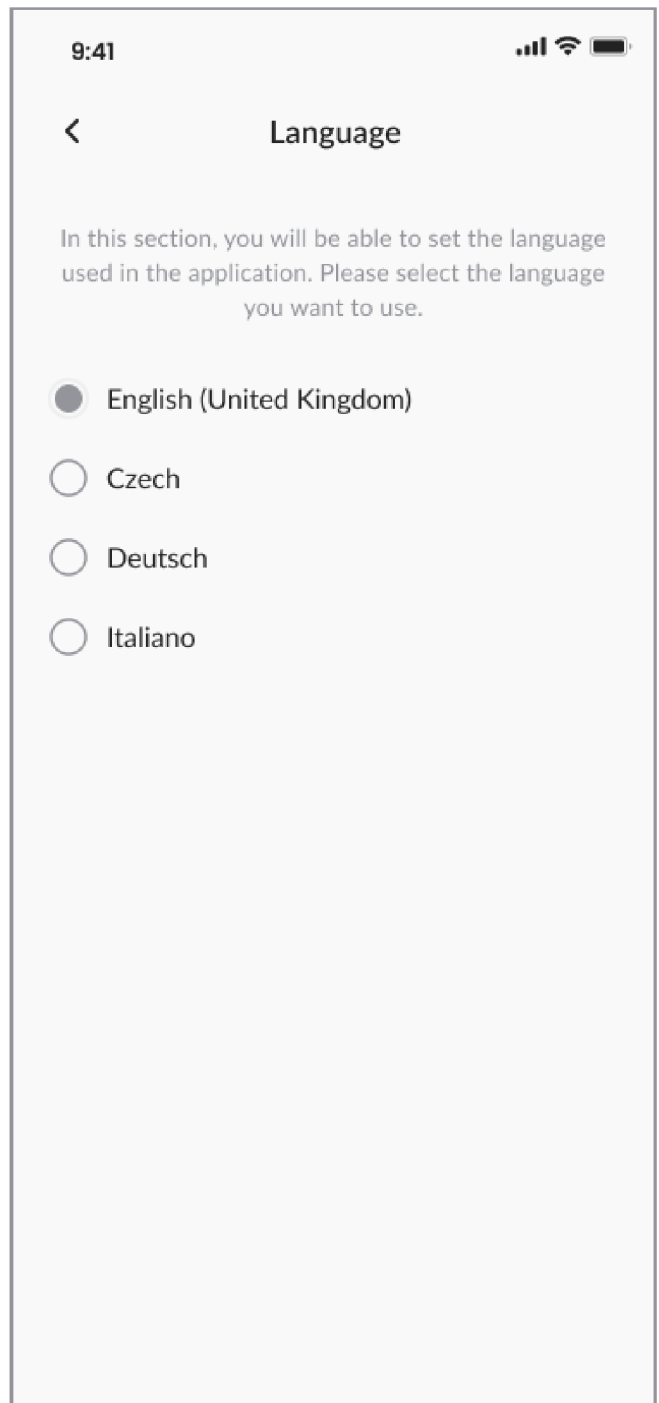 9:41
Language
In this section, you will be able to set the language
used in the application. Please select the language
you want to use.
English (United Kingdom)
Czech
Deutsch
Italiano